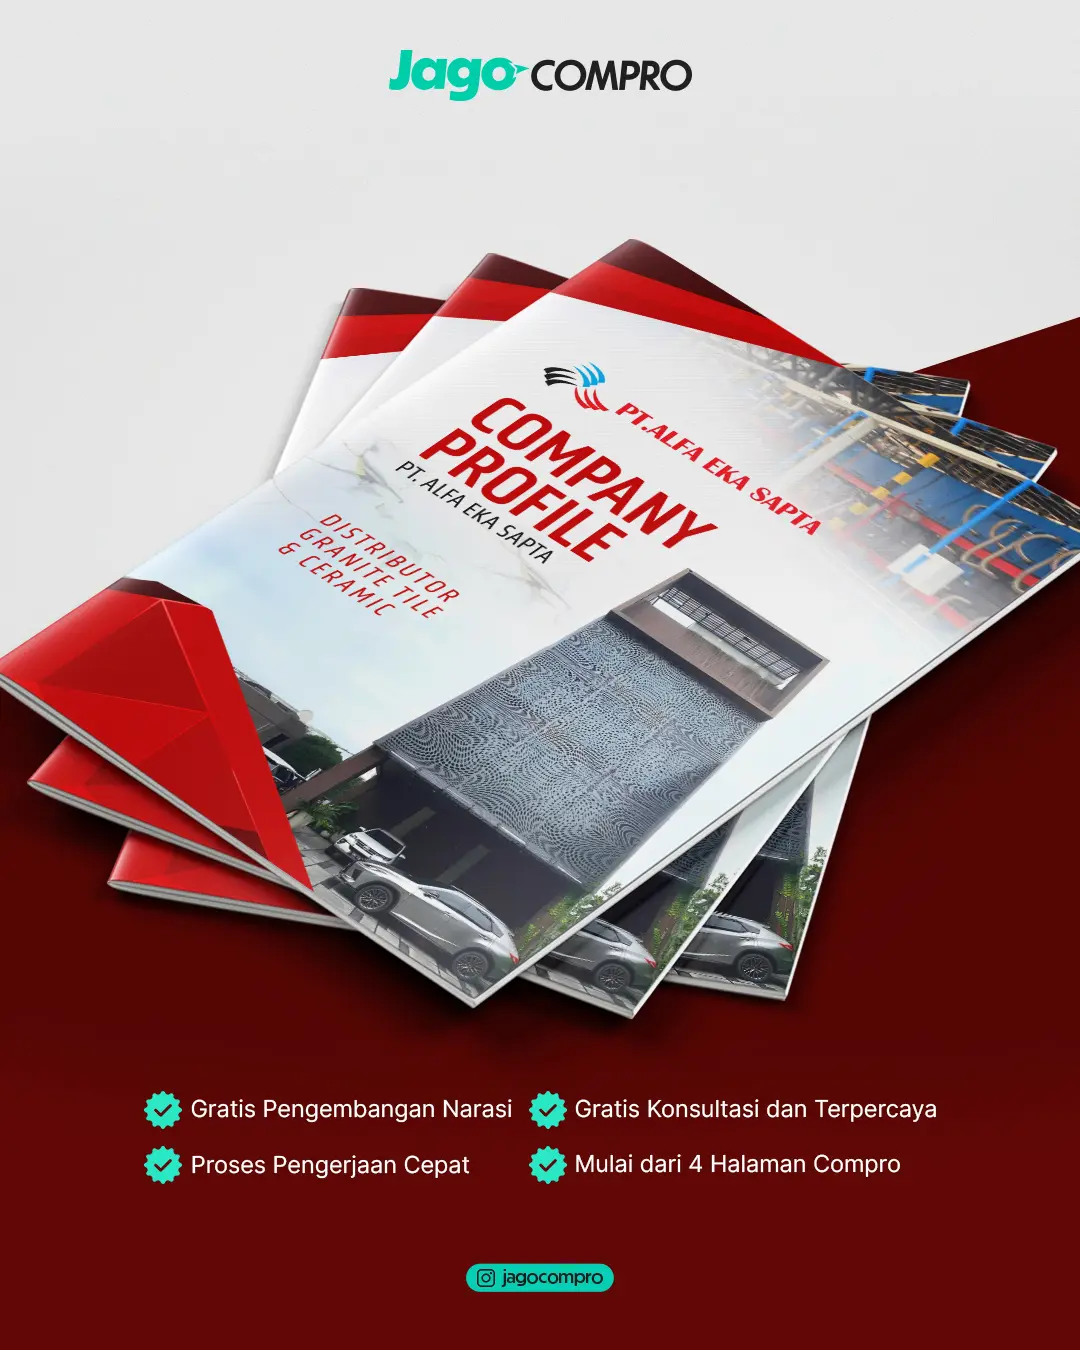 Jago COMPRO
PT.ALFA EKA SAPTA
COMPANY
PROFILE
PT. ALFA EKA SAPTA
DISTRIBUTOR
GRANITE TILE
& CERAMIC
Gratis Pengembangan Narasi
Gratis Konsultasi dan Terpercaya
Proses Pengerjaan Cepat
Mulai dari 4 Halaman Compro
jagocompro